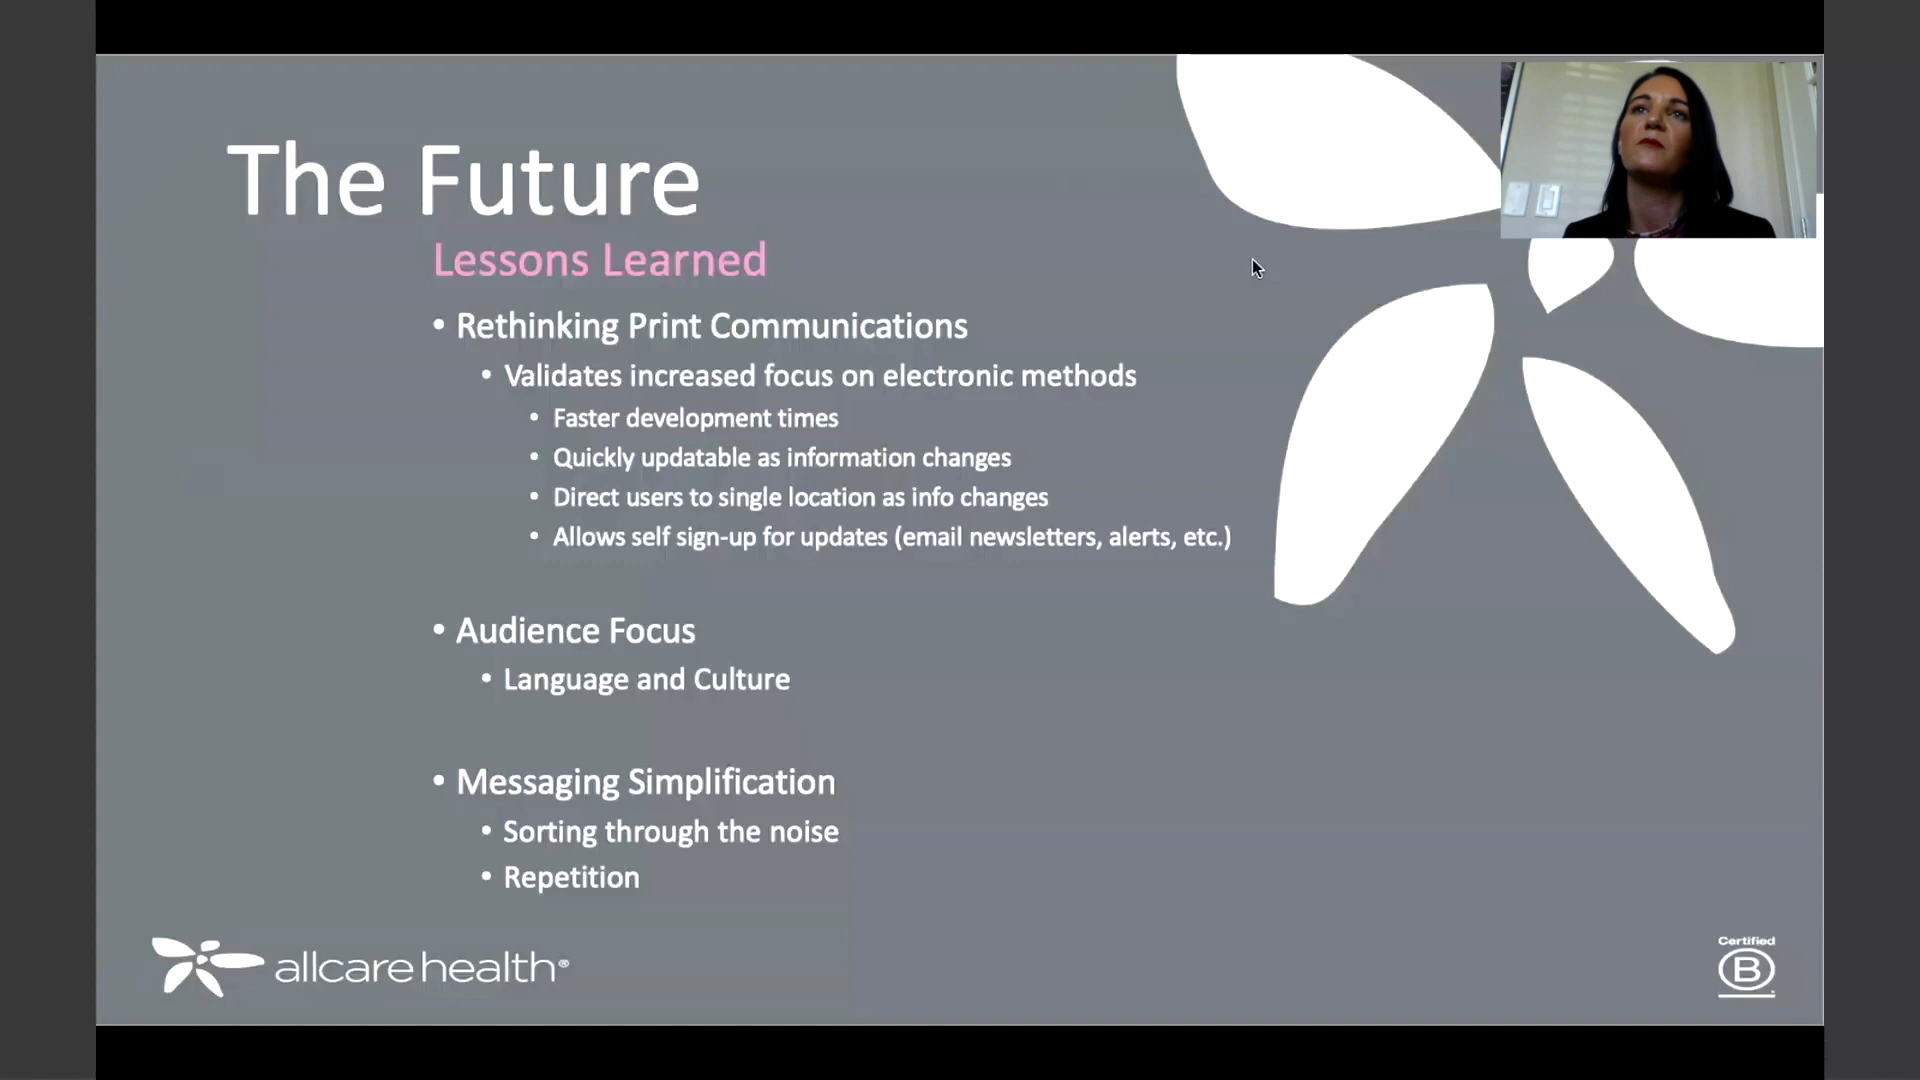 The Future
Lessons Learned
• Rethinking Print Communications
• Validates increased focus on electronic methods
• Faster development times
• Quickly updatable as information changes
• Direct users to single location as info changes
• Allows self sign-up for updates (email newsletters, alerts, etc.)
• Audience Focus
• Language and Culture
• Messaging Simplification
• Sorting through the noise
• Repetition
allcare health®
Certified
B